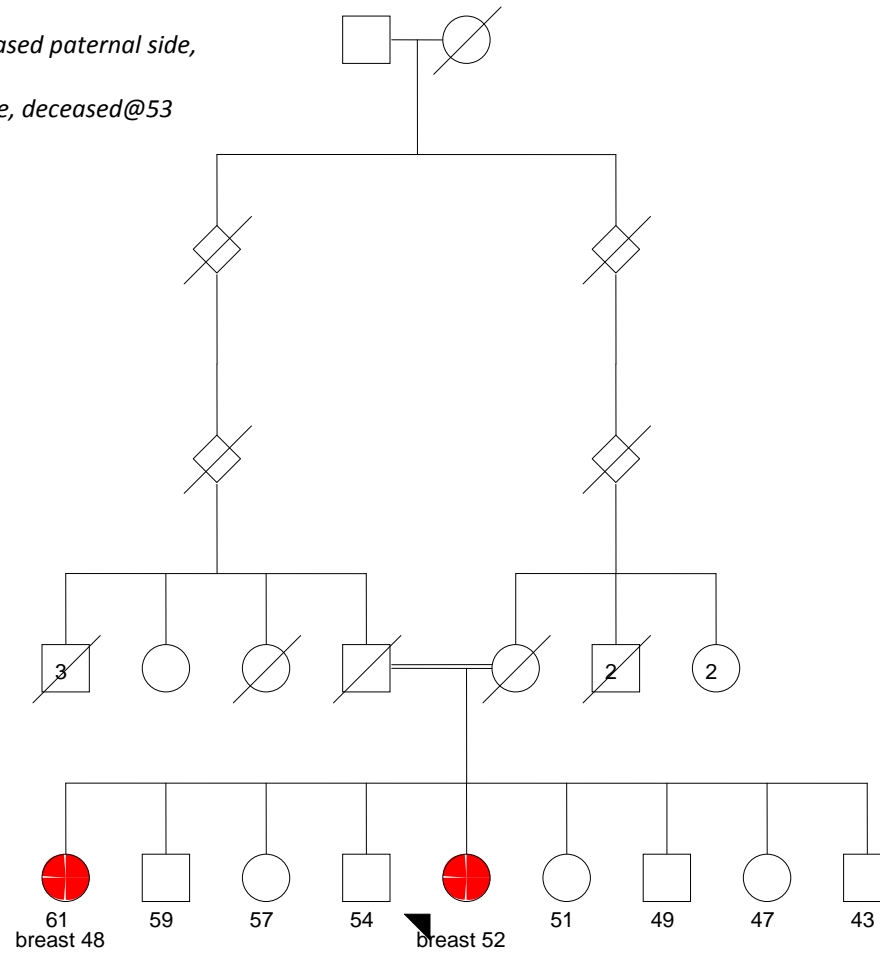 ased paternal side,
e, deceased@53
3
2
2
61
59
57
54
51
49
47
43
breast 48
breast 52